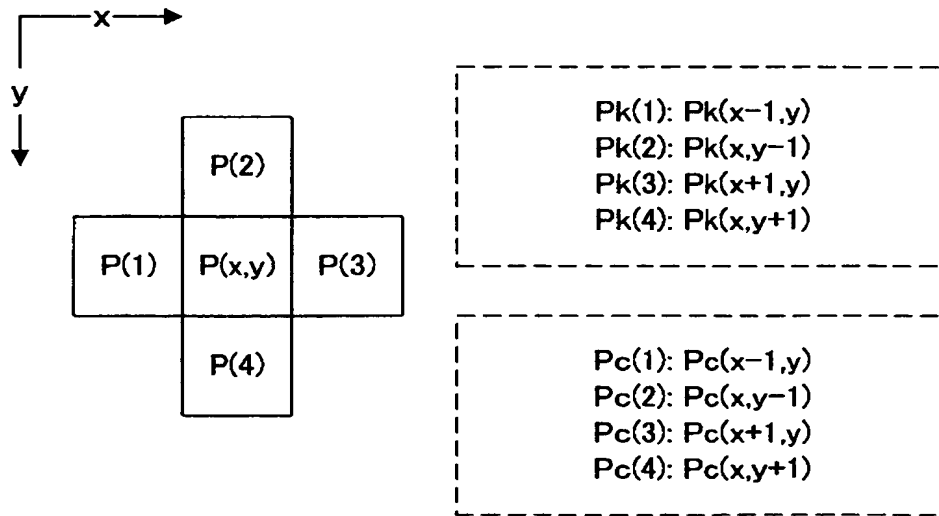 x
y
P(2)
P(1) P(x,y) P(3)
P(4)
Pk(1): Pk(x-1,y)
Pk(2): Pk(x,y-1)
Pk(3): Pk(x+1,y)
Pk(4): Pk(x,y+1)
Pc(1): Pc(x-1,y)
Pc(2): Pc(x,y-1)
Pc(3): Pc(x+1,y)
Pc(4): Pc(x,y+1)